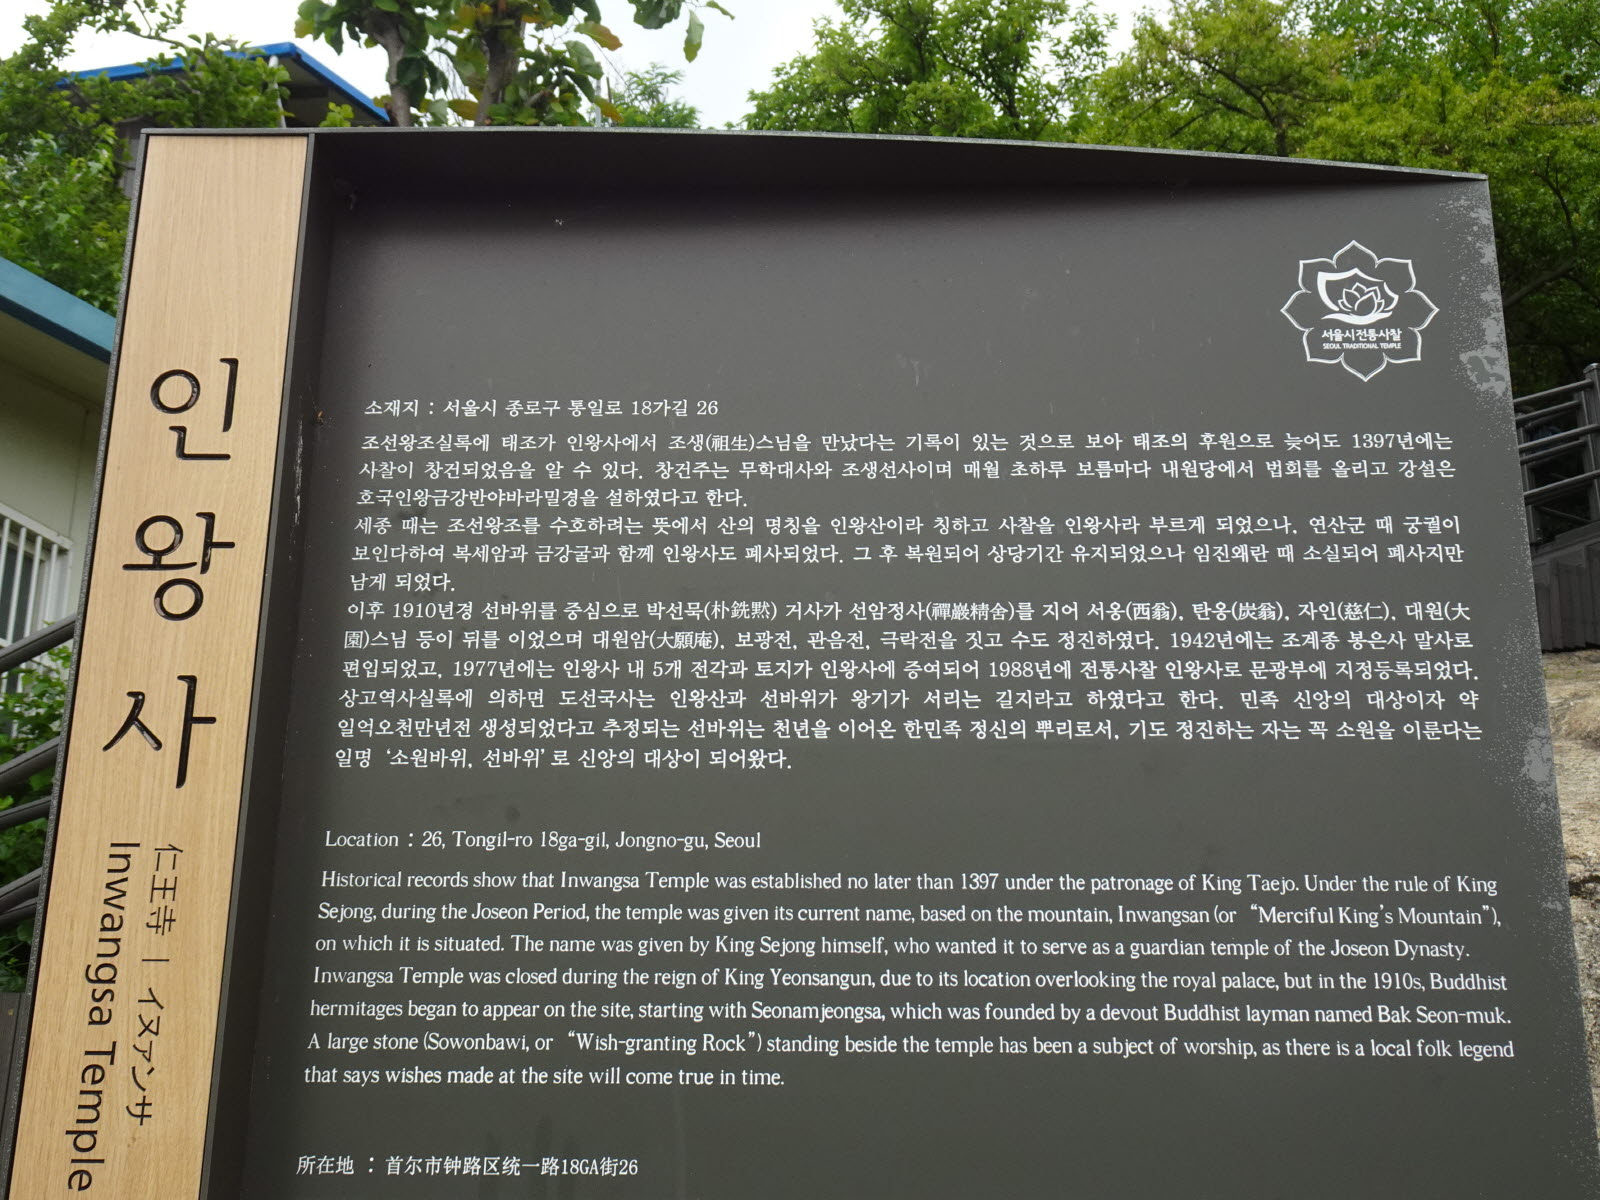 인왕사
仁王寺 | イヌァンサ
Inwangsa Temple
서울시전통사찰
SEOUL TRADITIONAL TEMPLE
소재지 : 서울시 종로구 통일로 18가길 26
조선왕조실록에 태조가 인왕사에서 조생(祖生)스님을 만났다는 기록이 있는 것으로 보아 태조의 후원으로 늦어도 1397년에는
사찰이 창건되었음을 알 수 있다. 창건주는 무학대사와 조생선사이며 매월 초하루 보름마다 내원당에서 법회를 올리고 강설은
호국인왕금강반야바라밀경을 설하였다고 한다.
세종 때는 조선왕조를 수호하려는 뜻에서 산의 명칭을 인왕산이라 칭하고 사찰을 인왕사라 부르게 되었으나, 연산군 때 궁궐이
보인다하여 복세암과 금강굴과 함께 인왕사도 폐사되었다. 그 후 복원되어 상당기간 유지되었으나 임진왜란 때 소실되어 폐사지만
남게 되었다.
이후 1910년경 선바위를 중심으로 박선묵(朴銑黙) 거사가 선암정사(禪巖精舍)를 지어 서옹(西翁), 탄옹(炭翁), 자인(慈仁), 대원(大
圓)스님 등이 뒤를 이었으며 대원암(大願庵), 보광전, 관음전, 극락전을 짓고 수도 정진하였다. 1942년에는 조계종 봉은사 말사로
편입되었고, 1977년에는 인왕사 내 5개 전각과 토지가 인왕사에 증여되어 1988년에 전통사찰 인왕사로 문광부에 지정등록되었다.
상고역사실록에 의하면 도선국사는 인왕산과 선바위가 왕기가 서리는 길지라고 하였다고 한다. 민족 신앙의 대상이자 약
일억오천만년전 생성되었다고 추정되는 선바위는 천년을 이어온 한민족 정신의 뿌리로서, 기도 정진하는 자는 꼭 소원을 이룬다는
일명 ‘소원바위, 선바위’로 신앙의 대상이 되어왔다.
Location : 26, Tongil-ro 18ga-gil, Jongno-gu, Seoul
Historical records show that Inwangsa Temple was established no later than 1397 under the patronage of King Taejo. Under the rule of King
Sejong, during the Joseon Period, the temple was given its current name, based on the mountain, Inwangsan (or “Merciful King’s Mountain”),
on which it is situated. The name was given by King Sejong himself, who wanted it to serve as a guardian temple of the Joseon Dynasty.
Inwangsa Temple was closed during the reign of King Yeonsangun, due to its location overlooking the royal palace, but in the 1910s, Buddhist
hermitages began to appear on the site, starting with Seonamjeongsa, which was founded by a devout Buddhist layman named Bak Seon-muk.
A large stone (Sowonbawi, or “Wish-granting Rock”) standing beside the temple has been a subject of worship, as there is a local folk legend
that says wishes made at the site will come true in time.
所在地 : 首尔市钟路区统一路18GA街26